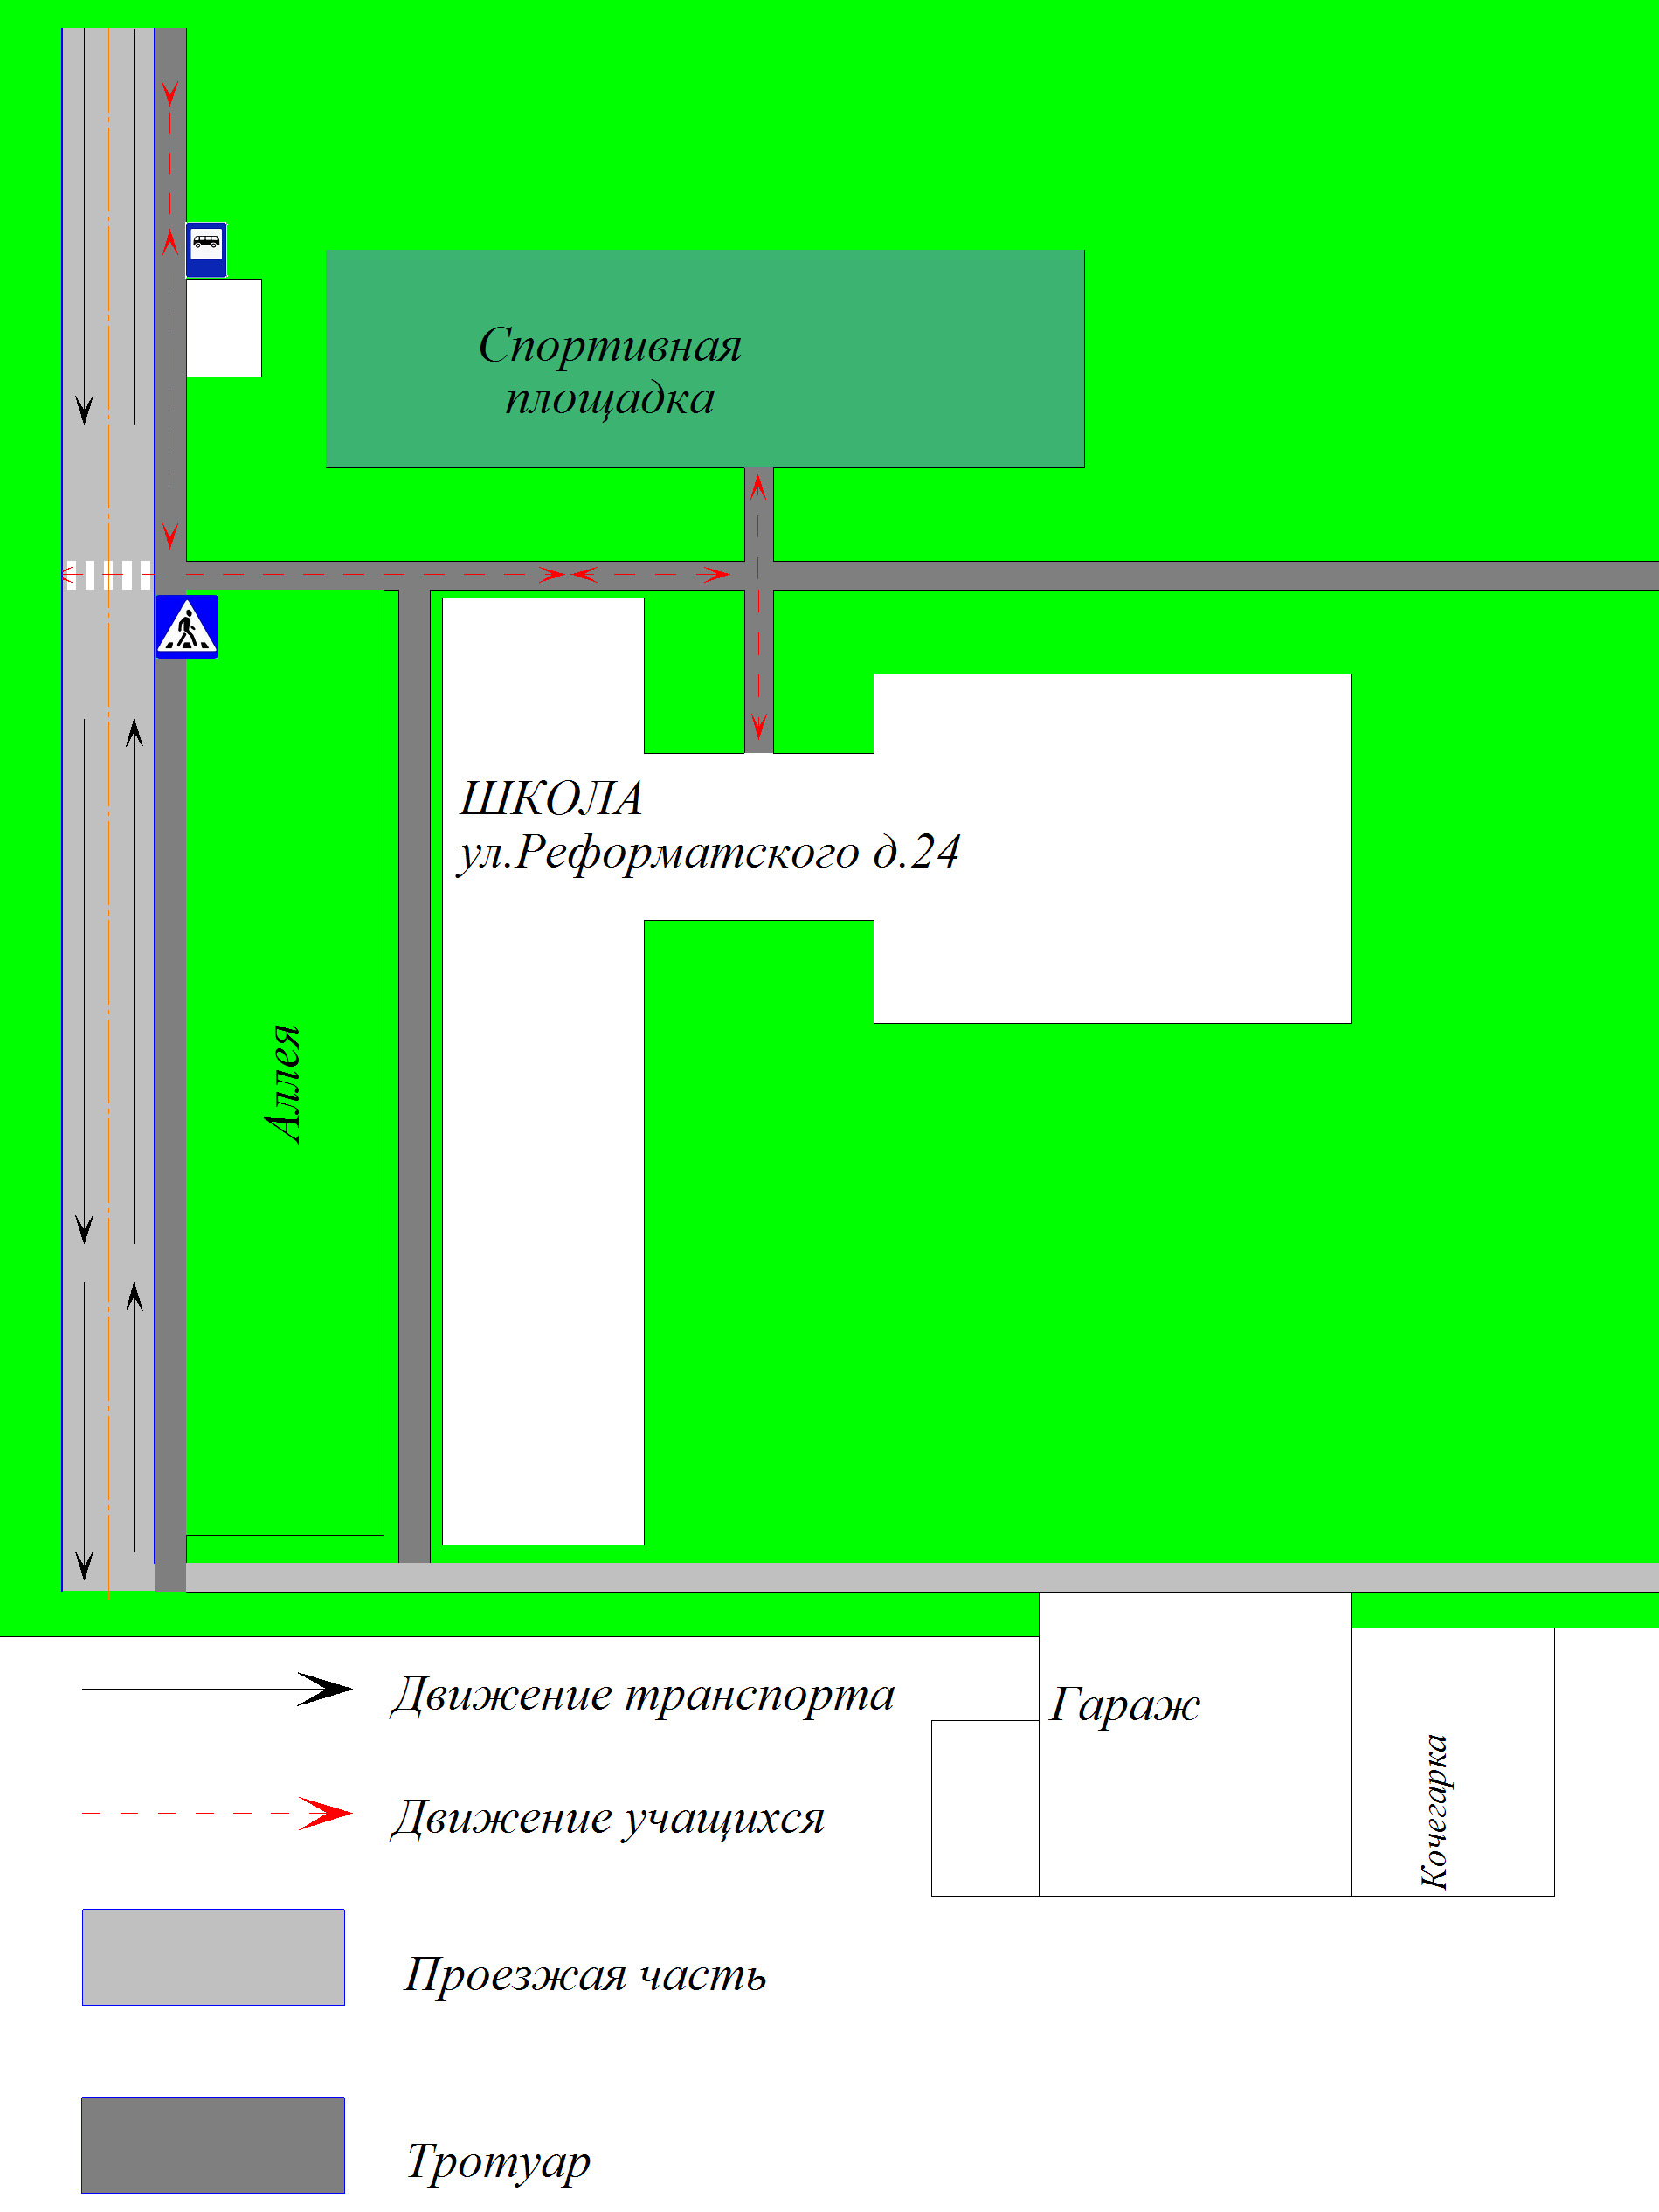 Спортивная
площадка
ШКОЛА
ул.Реформатского д.24
Аллея
Движение транспорта
Гараж
Кочегарка
Движение учащихся
Проезжая часть
Тротуар